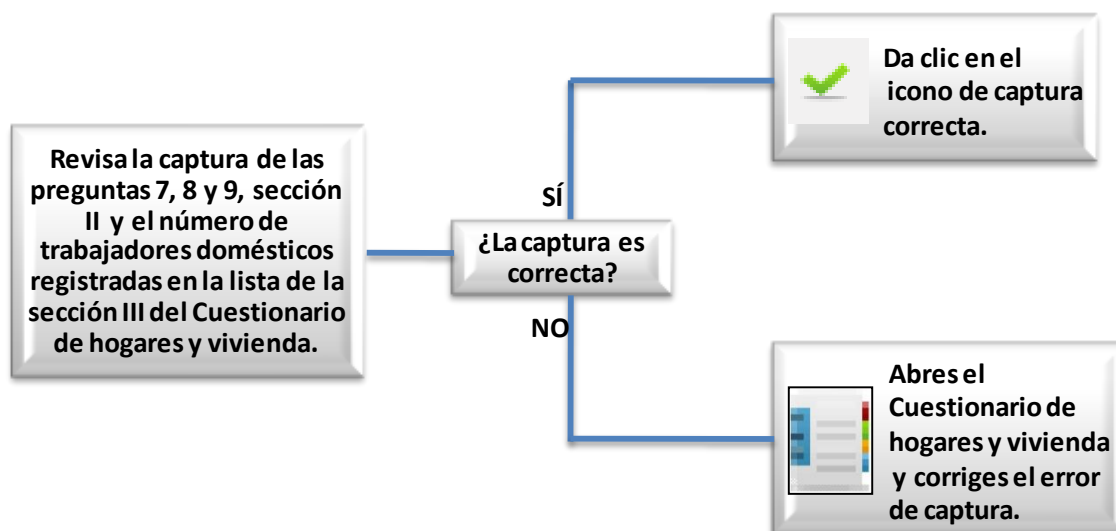 Revisa la captura de las
preguntas 7, 8 y 9, sección
II y el número de
trabajadores domésticos
registradas en la lista de la
sección III del Cuestionario
de hogares y vivienda.
¿La captura es
correcta?
SÍ
Da clic en el
icono de captura
correcta.
NO
Abres el
Cuestionario de
hogares y vivienda
y corriges el error
de captura.